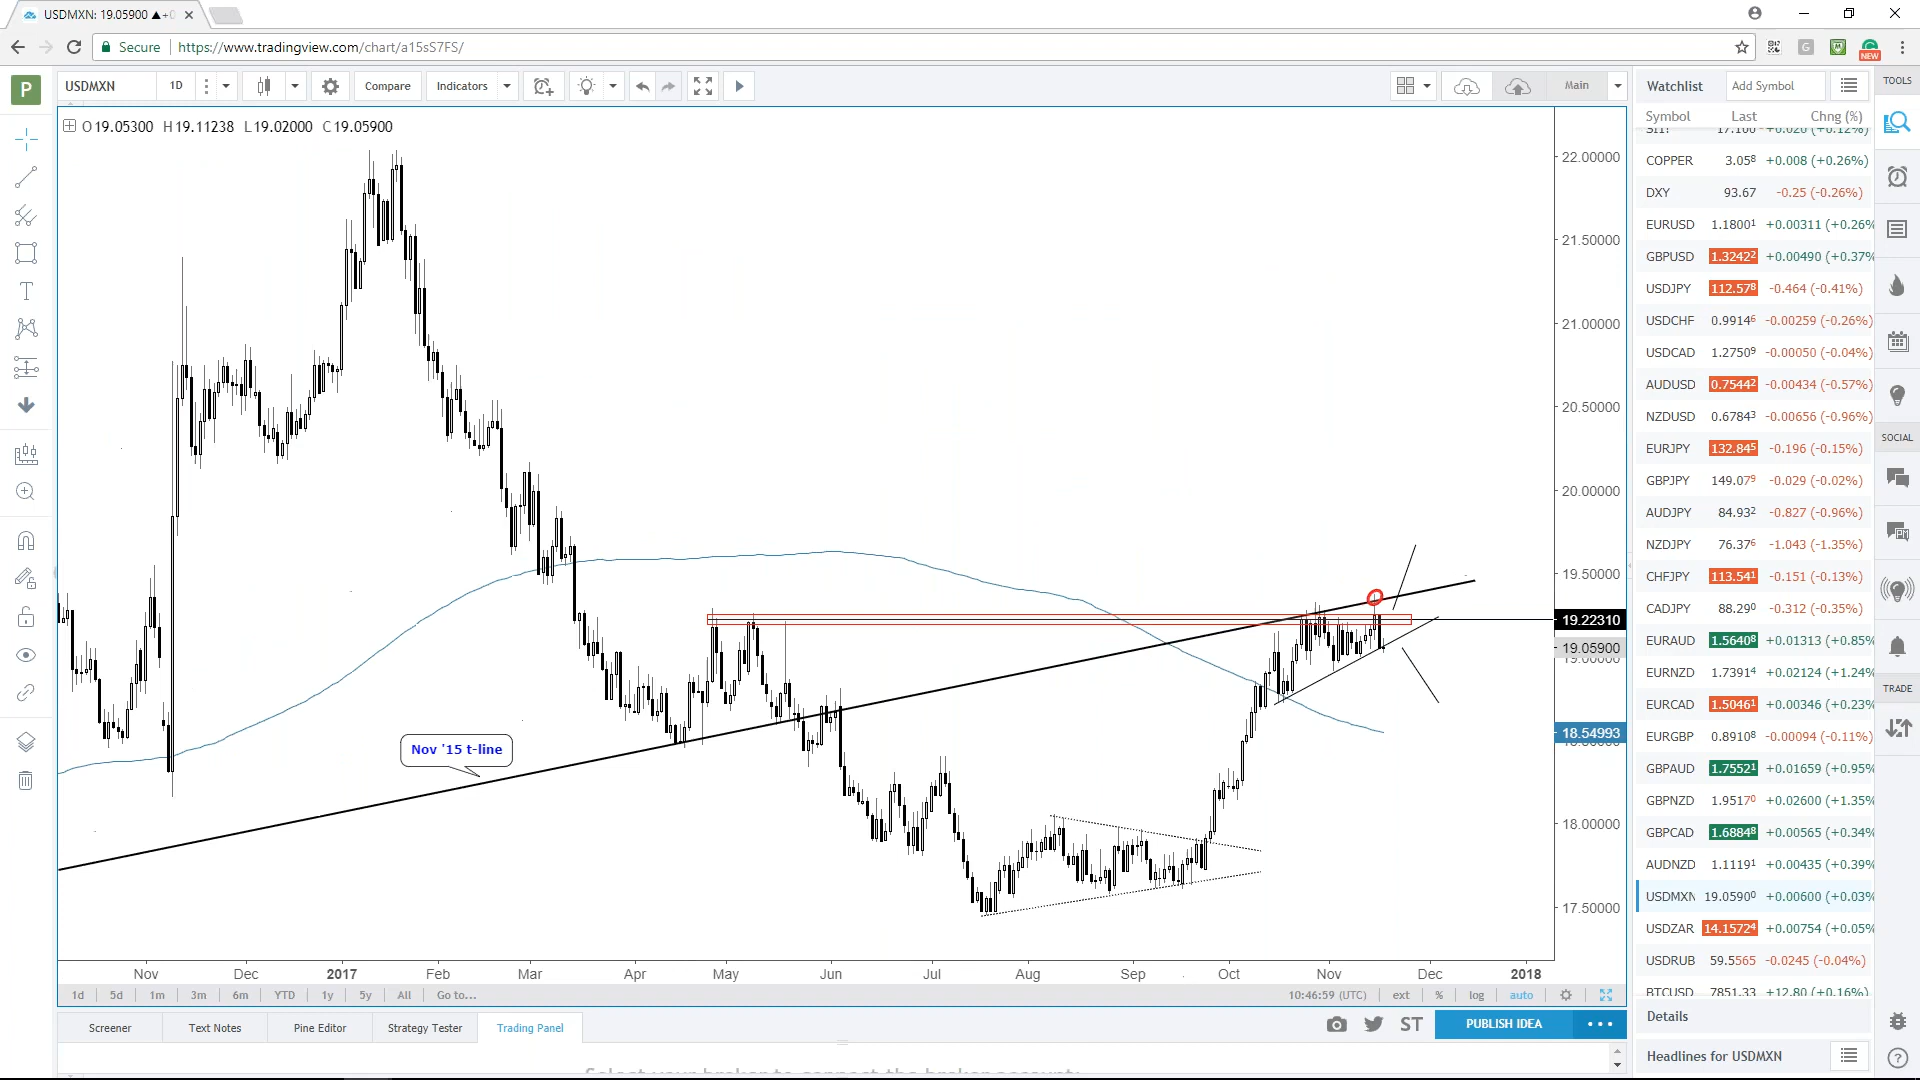 USDMXN: 19.05900 ▲+0
Secure https://www.tradingview.com/chart/a15sS7FS/
NEW
P
USDMXN 1D Compare Indicators Main
O 19.05300 H 19.11238 L 19.02000 C 19.05900
22.00000
21.50000
21.00000
20.50000
20.00000
19.50000
19.22310
19.05900
19.00000
18.54993
18.00000
17.50000
Nov '15 t-line
Nov Dec 2017 Feb Mar Apr May Jun Jul Aug Sep Oct Nov Dec 2018
1d 5d 1m 3m 6m YTD 1y 5y All Go to... 10:46:59 (UTC) ext % log auto
Screener Text Notes Pine Editor Strategy Tester Trading Panel ST PUBLISH IDEA
Watchlist Add Symbol
Symbol Last Chng (%)
COPPER 3.058 +0.008 (+0.26%)
DXY 93.67 -0.25 (-0.26%)
EURUSD 1.18001 +0.00311 (+0.26%
GBPUSD 1.32422 +0.00490 (+0.37%
USDJPY 112.578 -0.464 (-0.41%)
USDCHF 0.99146 -0.00259 (-0.26%)
USDCAD 1.27509 -0.00050 (-0.04%)
AUDUSD 0.75442 -0.00434 (-0.57%)
NZDUSD 0.67843 -0.00656 (-0.96%)
EURJPY 132.845 -0.196 (-0.15%)
GBPJPY 149.079 -0.029 (-0.02%)
AUDJPY 84.932 -0.827 (-0.96%)
NZDJPY 76.376 -1.043 (-1.35%)
CHFJPY 113.541 -0.151 (-0.13%)
CADJPY 88.290 -0.312 (-0.35%)
EURAUD 1.56408 +0.01313 (+0.85%
EURNZD 1.73914 +0.02124 (+1.24%
EURCAD 1.50461 +0.00346 (+0.23%
EURGBP 0.89108 -0.00094 (-0.11%)
GBPAUD 1.75521 +0.01659 (+0.95%
GBPNZD 1.95170 +0.02600 (+1.35%
GBPCAD 1.68848 +0.00565 (+0.34%
AUDNZD 1.11191 +0.00435 (+0.39%
USDMXN 19.05900 +0.00600 (+0.03%
USDZAR 14.15724 +0.00754 (+0.05%
USDRUB 59.5565 -0.0245 (-0.04%)
BTCUSD 7851.33 +12.80 (+0.16%)
Details
Headlines for USDMXN
TOOLS
SOCIAL
TRADE